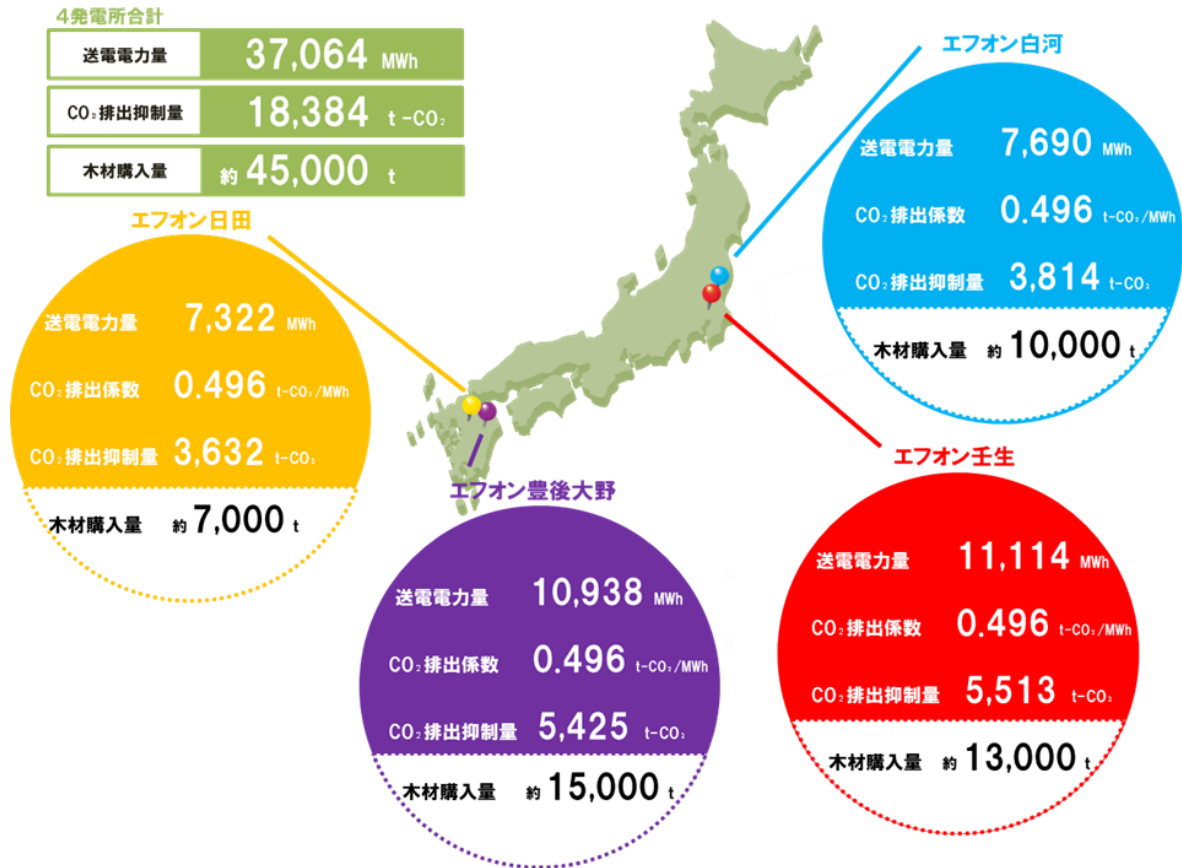 4発電所合計
送電電力量 37,064 MWh
CO₂排出抑制量 18,384 t-CO₂
木材購入量 約 45,000 t
エフオン白河
送電電力量 7,690 MWh
CO₂排出係数 0.496 t-CO₂/MWh
CO₂排出抑制量 3,814 t-CO₂
木材購入量 約 10,000 t
エフオン日田
送電電力量 7,322 MWh
CO₂排出係数 0.496 t-CO₂/MWh
CO₂排出抑制量 3,632 t-CO₂
木材購入量 約 7,000 t
エフオン豊後大野
送電電力量 10,938 MWh
CO₂排出係数 0.496 t-CO₂/MWh
CO₂排出抑制量 5,425 t-CO₂
木材購入量 約 15,000 t
エフオン壬生
送電電力量 11,114 MWh
CO₂排出係数 0.496 t-CO₂/MWh
CO₂排出抑制量 5,513 t-CO₂
木材購入量 約 13,000 t